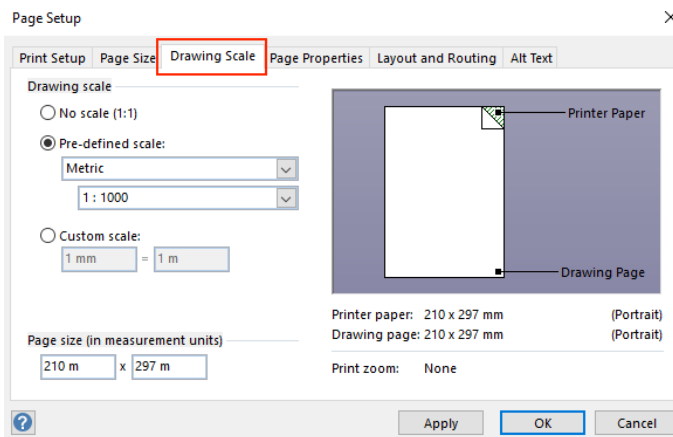 Page Setup
Print Setup Page Size Drawing Scale Page Properties Layout and Routing Alt Text
Drawing scale
No scale (1:1)
Pre-defined scale:
Metric
1 : 1000
Custom scale:
1 mm = 1 m
Page size (in measurement units)
210 m x 297 m
Printer Paper
Drawing Page
Printer paper: 210 x 297 mm (Portrait)
Drawing page: 210 x 297 mm (Portrait)
Print zoom: None
? Apply OK Cancel